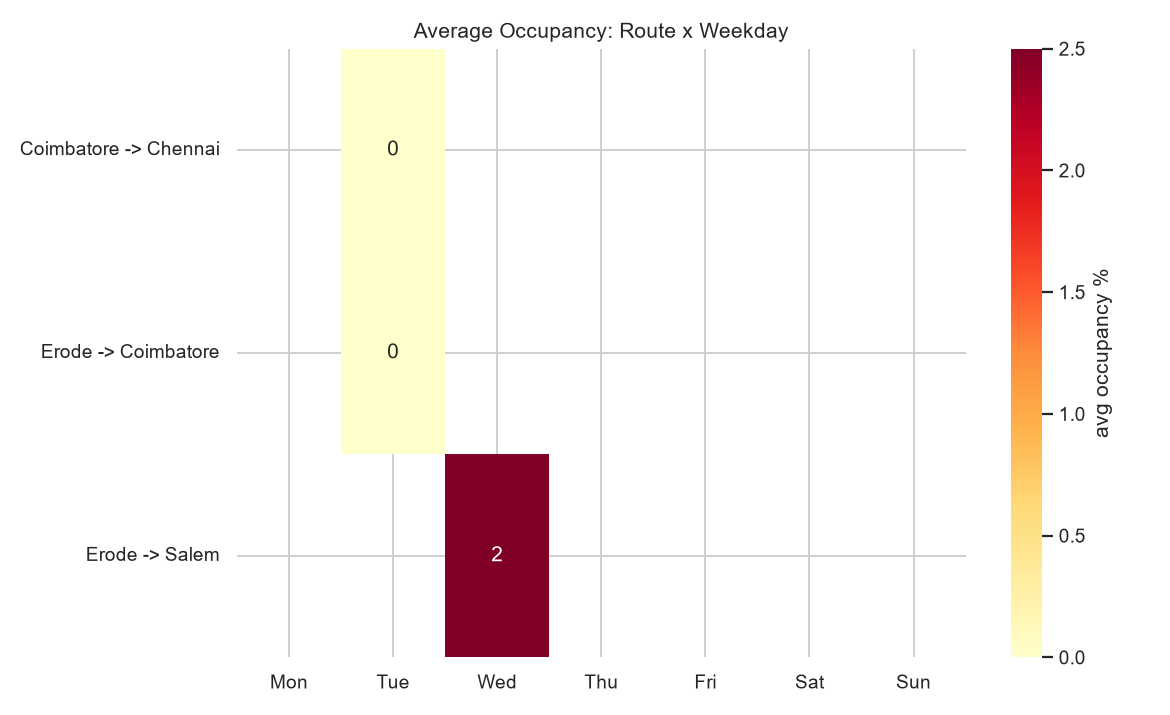 Average Occupancy: Route x Weekday
Coimbatore -> Chennai
Erode -> Coimbatore
Erode -> Salem
0
0
2
Mon Tue Wed Thu Fri Sat Sun
2.5
2.0
1.5
1.0
0.5
0.0
avg occupancy %